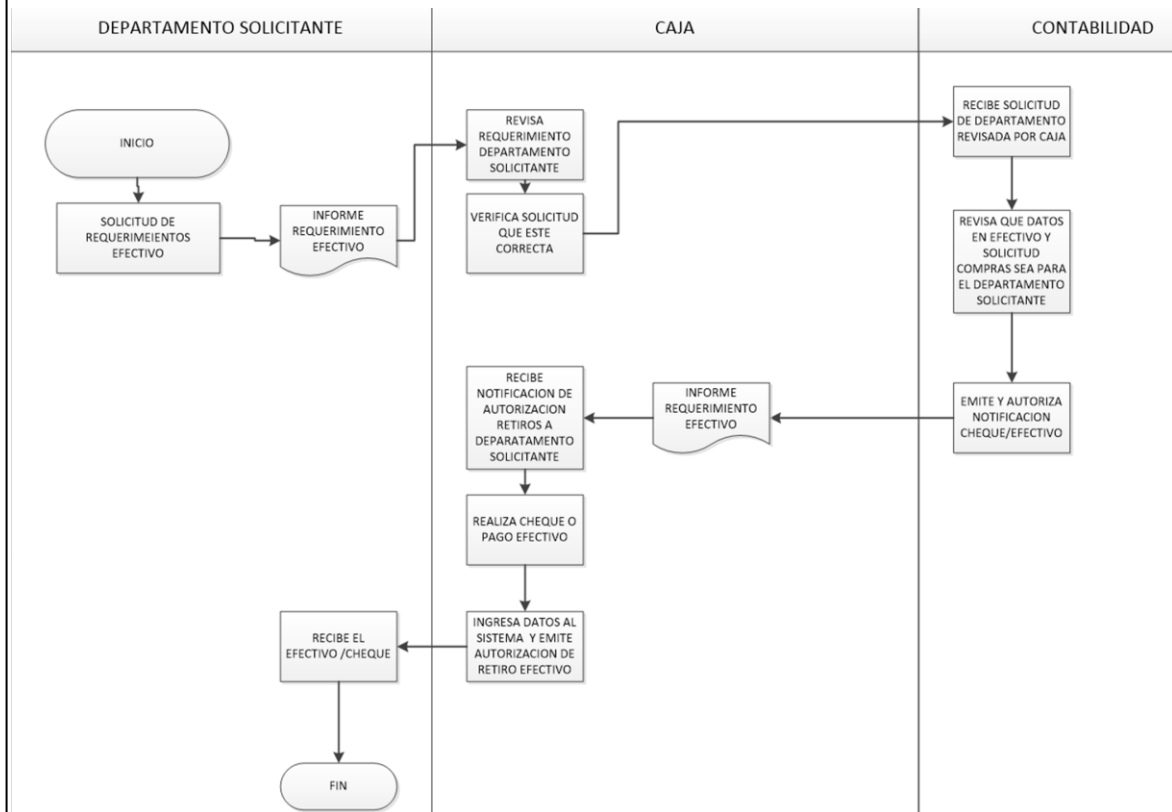 DEPARTAMENTO SOLICITANTE
CAJA
CONTABILIDAD
INICIO
SOLICITUD DE
REQUERIMEIENTOS
EFECTIVO
INFORME
REQUERIMIENTO
EFECTIVO
REVISA
REQUERIMIENTO
DEPARTAMENTO
SOLICITANTE
VERIFICA SOLICITUD
QUE ESTE
CORRECTA
RECIBE SOLICITUD
DE DEPARTAMENTO
REVISADA POR CAJA
REVISA QUE DATOS
EN EFECTIVO Y
SOLICITUD
COMPRAS SEA PARA
EL DEPARTAMENTO
SOLICITANTE
EMITE Y AUTORIZA
NOTIFICACION
CHEQUE/EFECTIVO
INFORME
REQUERIMIENTO
EFECTIVO
RECIBE
NOTIFICACION DE
AUTORIZACION
RETIROS A
DEPARATAMENTO
SOLICITANTE
REALIZA CHEQUE O
PAGO EFECTIVO
INGRESA DATOS AL
SISTEMA Y EMITE
AUTORIZACION DE
RETIRO EFECTIVO
RECIBE EL
EFECTIVO /CHEQUE
FIN